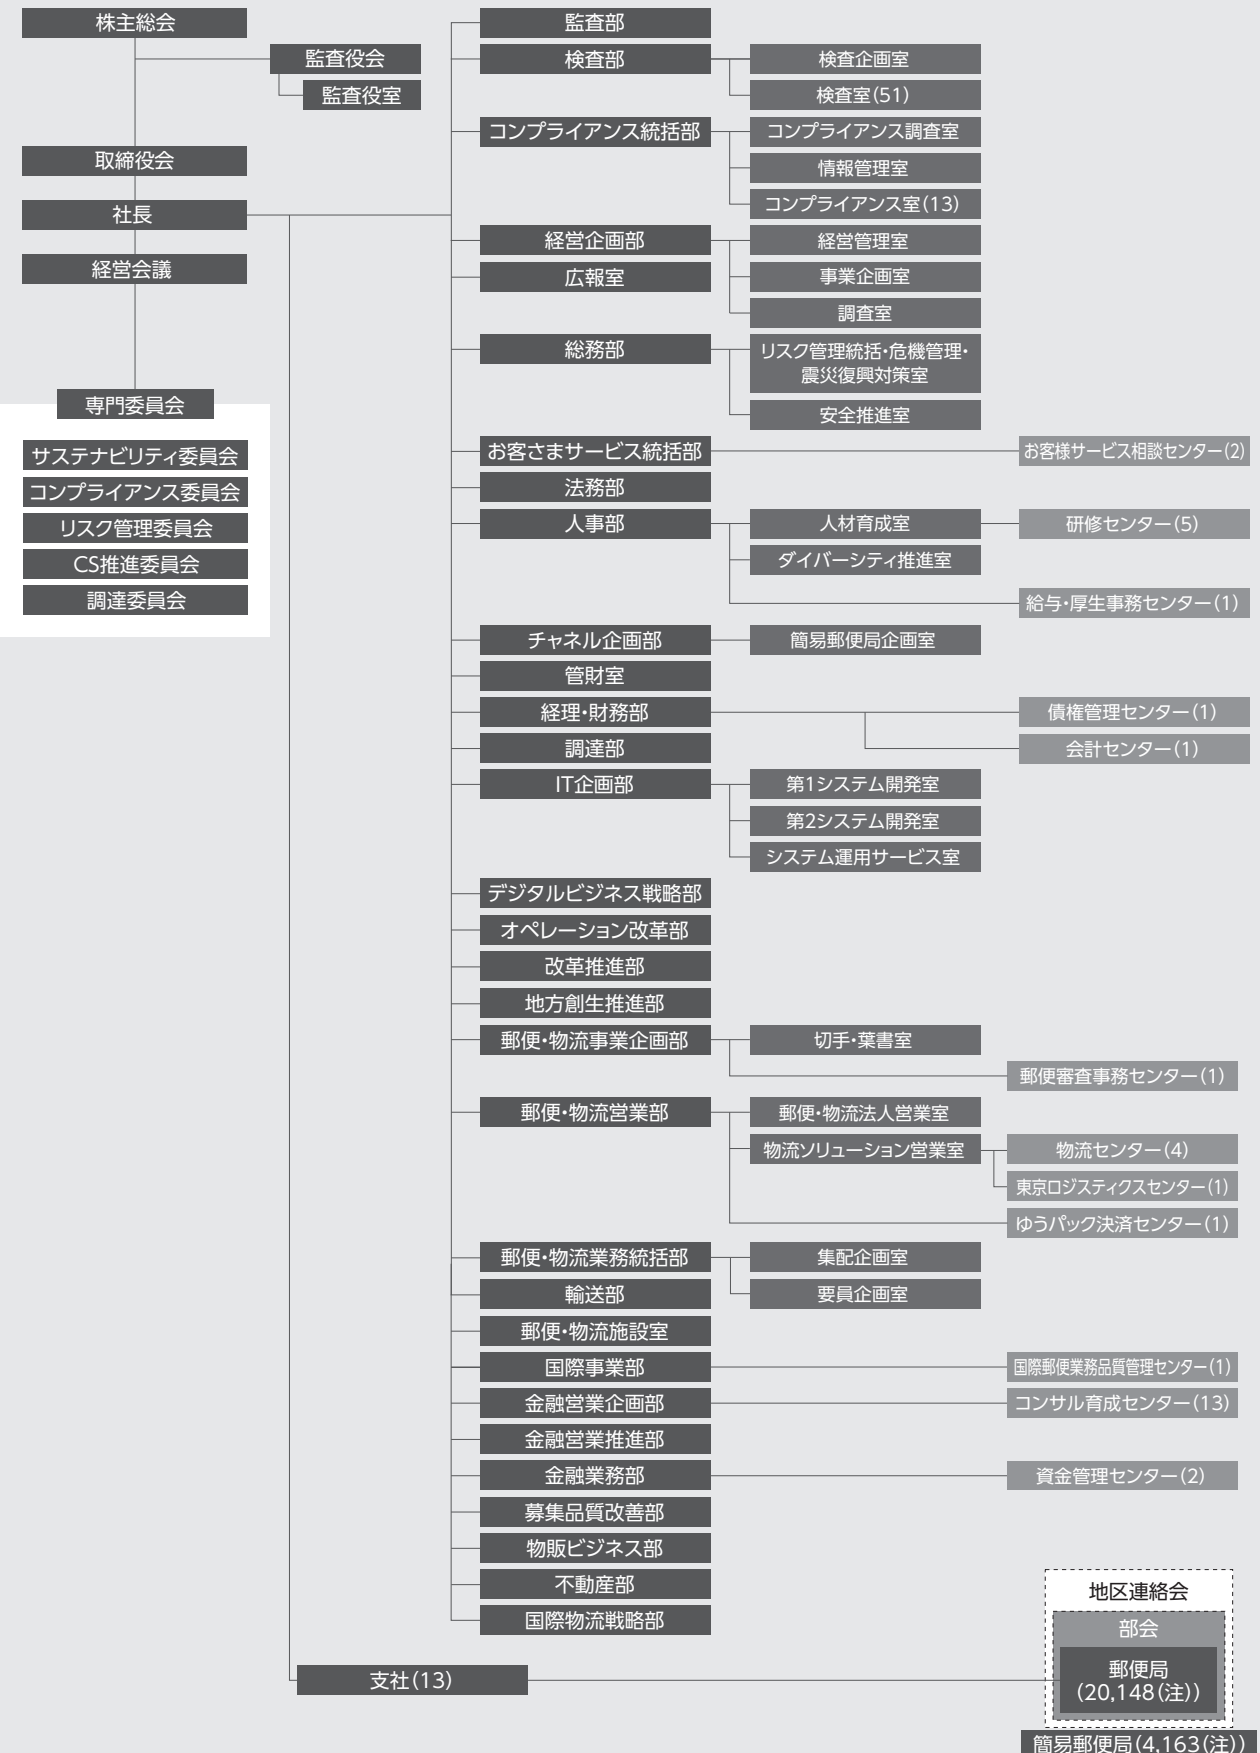 株主総会
監査役会
監査役室
取締役会
社長
経営会議
専門委員会
サステナビリティ委員会
コンプライアンス委員会
リスク管理委員会
CS推進委員会
調達委員会
監査部
検査部
検査企画室
検査室(51)
コンプライアンス統括部
コンプライアンス調査室
情報管理室
コンプライアンス室(13)
経営企画部
経営管理室
広報室
事業企画室
調査室
総務部
リスク管理統括・危機管理・
震災復興対策室
安全推進室
お客さまサービス統括部
お客様サービス相談センター(2)
法務部
人事部
人材育成室
研修センター(5)
ダイバーシティ推進室
給与・厚生事務センター(1)
チャネル企画部
簡易郵便局企画室
管財室
経理・財務部
債権管理センター(1)
調達部
会計センター(1)
IT企画部
第1システム開発室
第2システム開発室
システム運用サービス室
デジタルビジネス戦略部
オペレーション改革部
改革推進部
地方創生推進部
郵便・物流事業企画部
切手・葉書室
郵便審査事務センター(1)
郵便・物流営業部
郵便・物流法人営業室
物流ソリューション営業室
物流センター(4)
東京ロジスティクスセンター(1)
ゆうパック決済センター(1)
郵便・物流業務統括部
集配企画室
輸送部
要員企画室
郵便・物流施設室
国際事業部
国際郵便業務品質管理センター(1)
金融営業企画部
コンサル育成センター(13)
金融営業推進部
金融業務部
資金管理センター(2)
募集品質改善部
物販ビジネス部
不動産部
国際物流戦略部
支社(13)
地区連絡会
部会
郵便局
(20,148(注))
簡易郵便局(4,163(注))